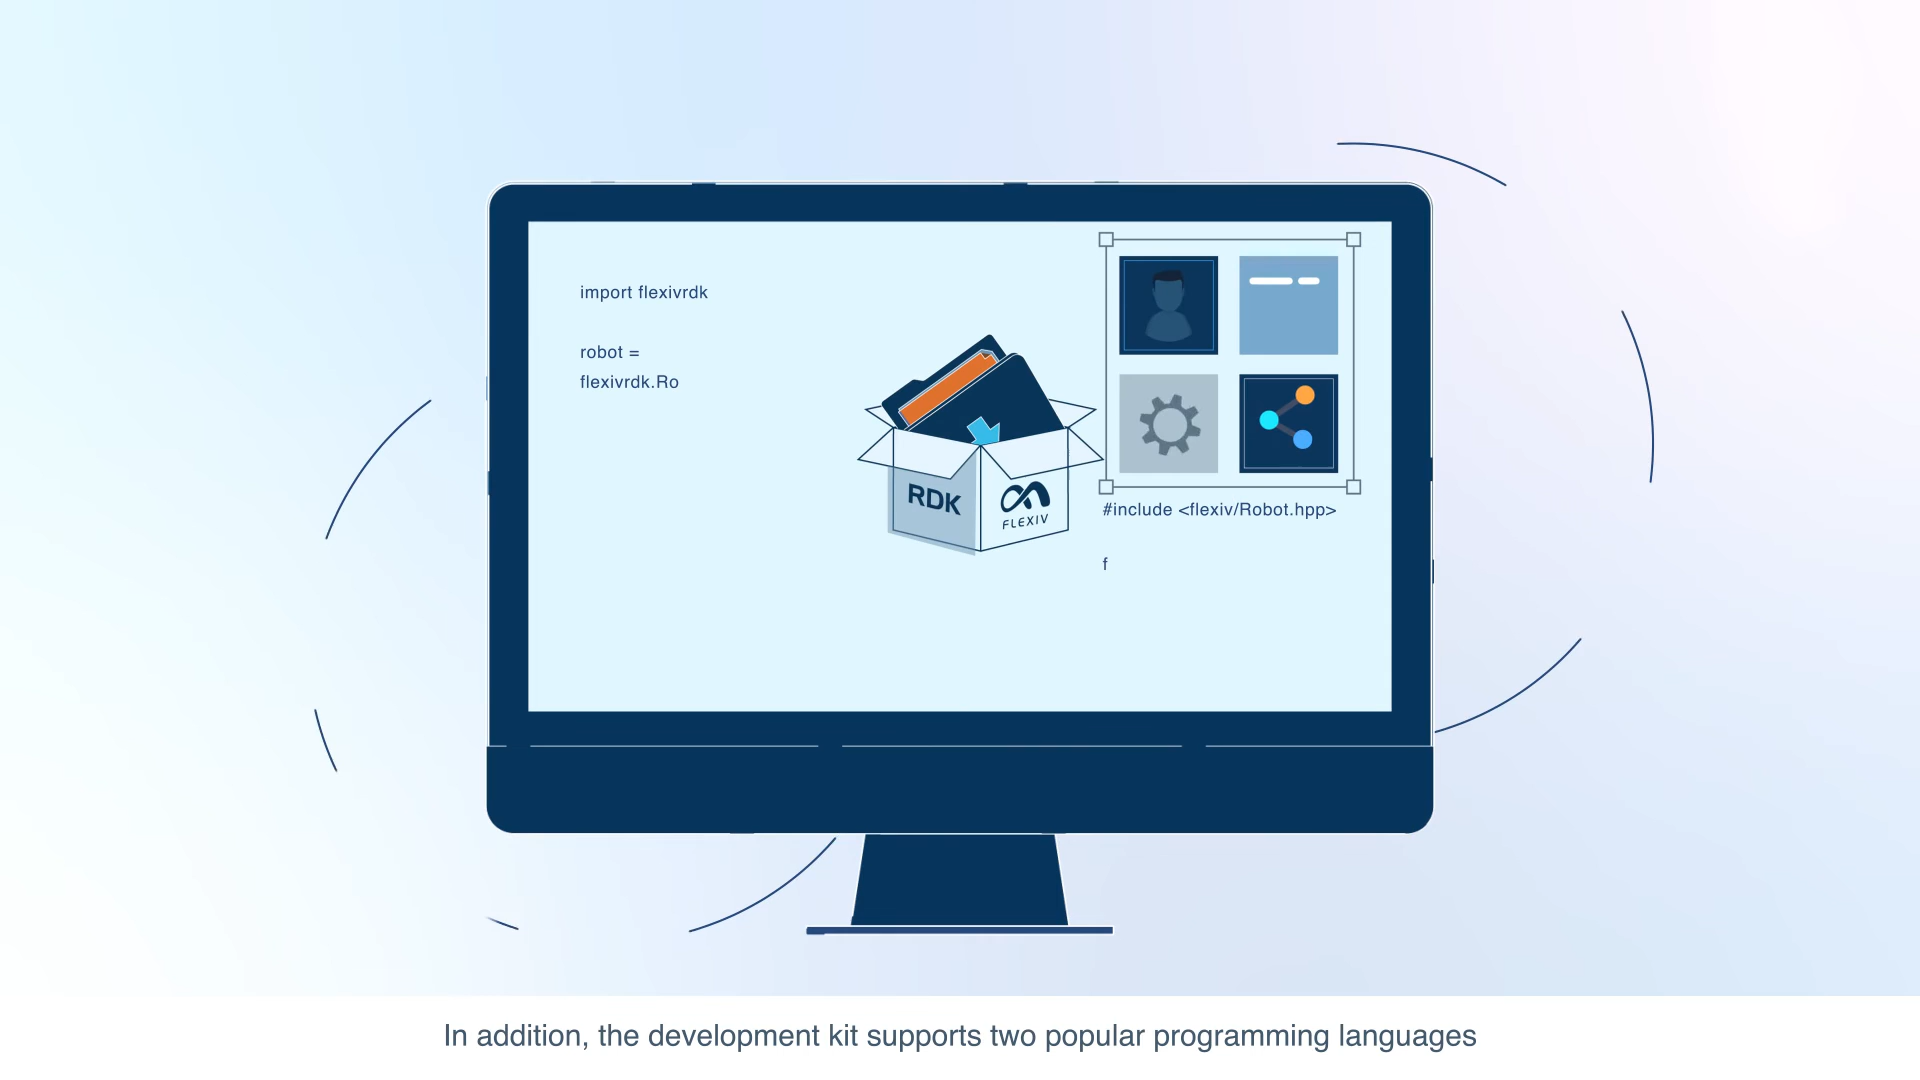 import flexivrdk
robot =
flexivrdk.Ro
RDK
FLEXIV
#include <flexiv/Robot.hpp>
f
In addition, the development kit supports two popular programming languages